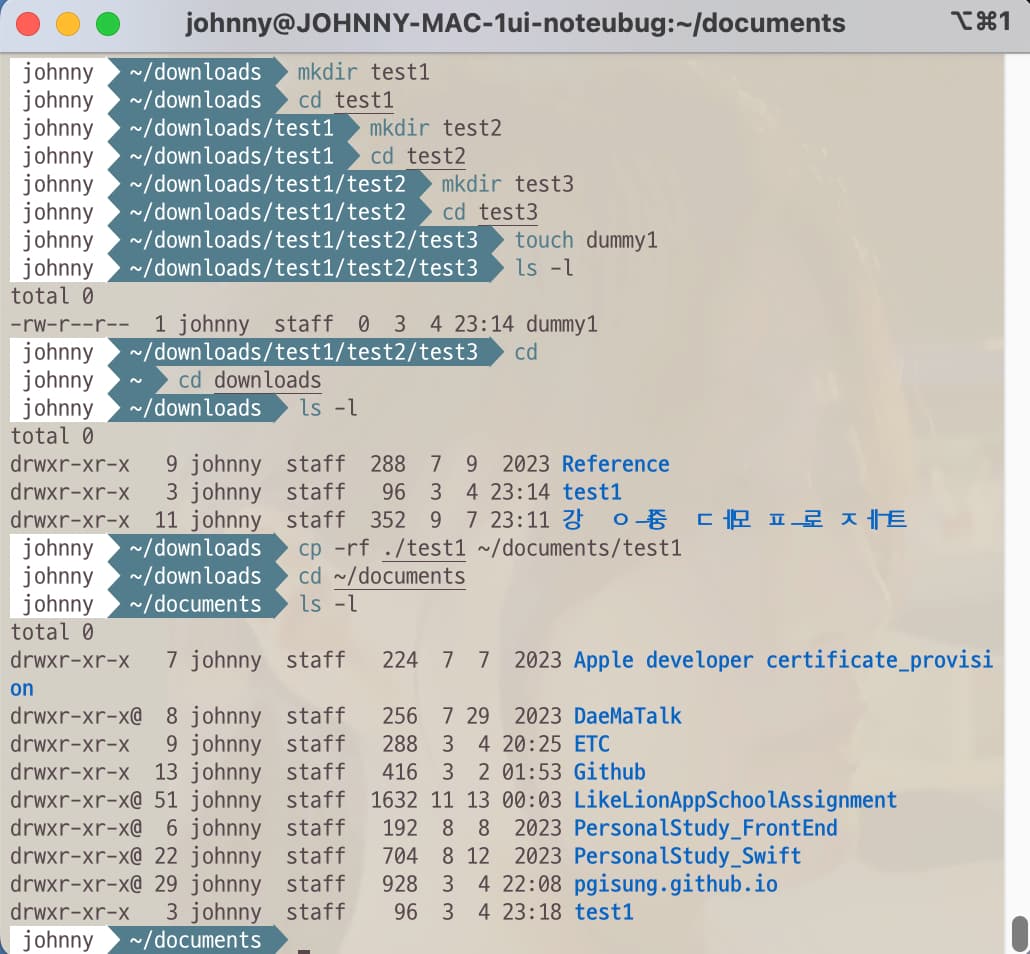 johnny@JOHNNY-MAC-1ui-noteubug:~/documents ⌥⌘1
johnny ~/downloads mkdir test1
johnny ~/downloads cd test1
johnny ~/downloads/test1 mkdir test2
johnny ~/downloads/test1 cd test2
johnny ~/downloads/test1/test2 mkdir test3
johnny ~/downloads/test1/test2 cd test3
johnny ~/downloads/test1/test2/test3 touch dummy1
johnny ~/downloads/test1/test2/test3 ls -l
total 0
-rw-r--r-- 1 johnny staff 0 3 4 23:14 dummy1
johnny ~/downloads/test1/test2/test3 cd
johnny ~ cd downloads
johnny ~/downloads ls -l
total 0
drwxr-xr-x 9 johnny staff 288 7 9 2023 Reference
drwxr-xr-x 3 johnny staff 96 3 4 23:14 test1
drwxr-xr-x 11 johnny staff 352 9 7 23:11
johnny ~/downloads cp -rf ./test1 ~/documents/test1
johnny ~/downloads cd ~/documents
johnny ~/documents ls -l
total 0
drwxr-xr-x 7 johnny staff 224 7 7 2023 Apple developer certificate_provisi
on
drwxr-xr-x@ 8 johnny staff 256 7 29 2023 DaeMaTalk
drwxr-xr-x 9 johnny staff 288 3 4 20:25 ETC
drwxr-xr-x 13 johnny staff 416 3 2 01:53 Github
drwxr-xr-x@ 51 johnny staff 1632 11 13 00:03 LikeLionAppSchoolAssignment
drwxr-xr-x@ 6 johnny staff 192 8 8 2023 PersonalStudy_FrontEnd
drwxr-xr-x@ 22 johnny staff 704 8 12 2023 PersonalStudy_Swift
drwxr-xr-x@ 29 johnny staff 928 3 4 22:08 pgisung.github.io
drwxr-xr-x 3 johnny staff 96 3 4 23:18 test1
johnny ~/documents